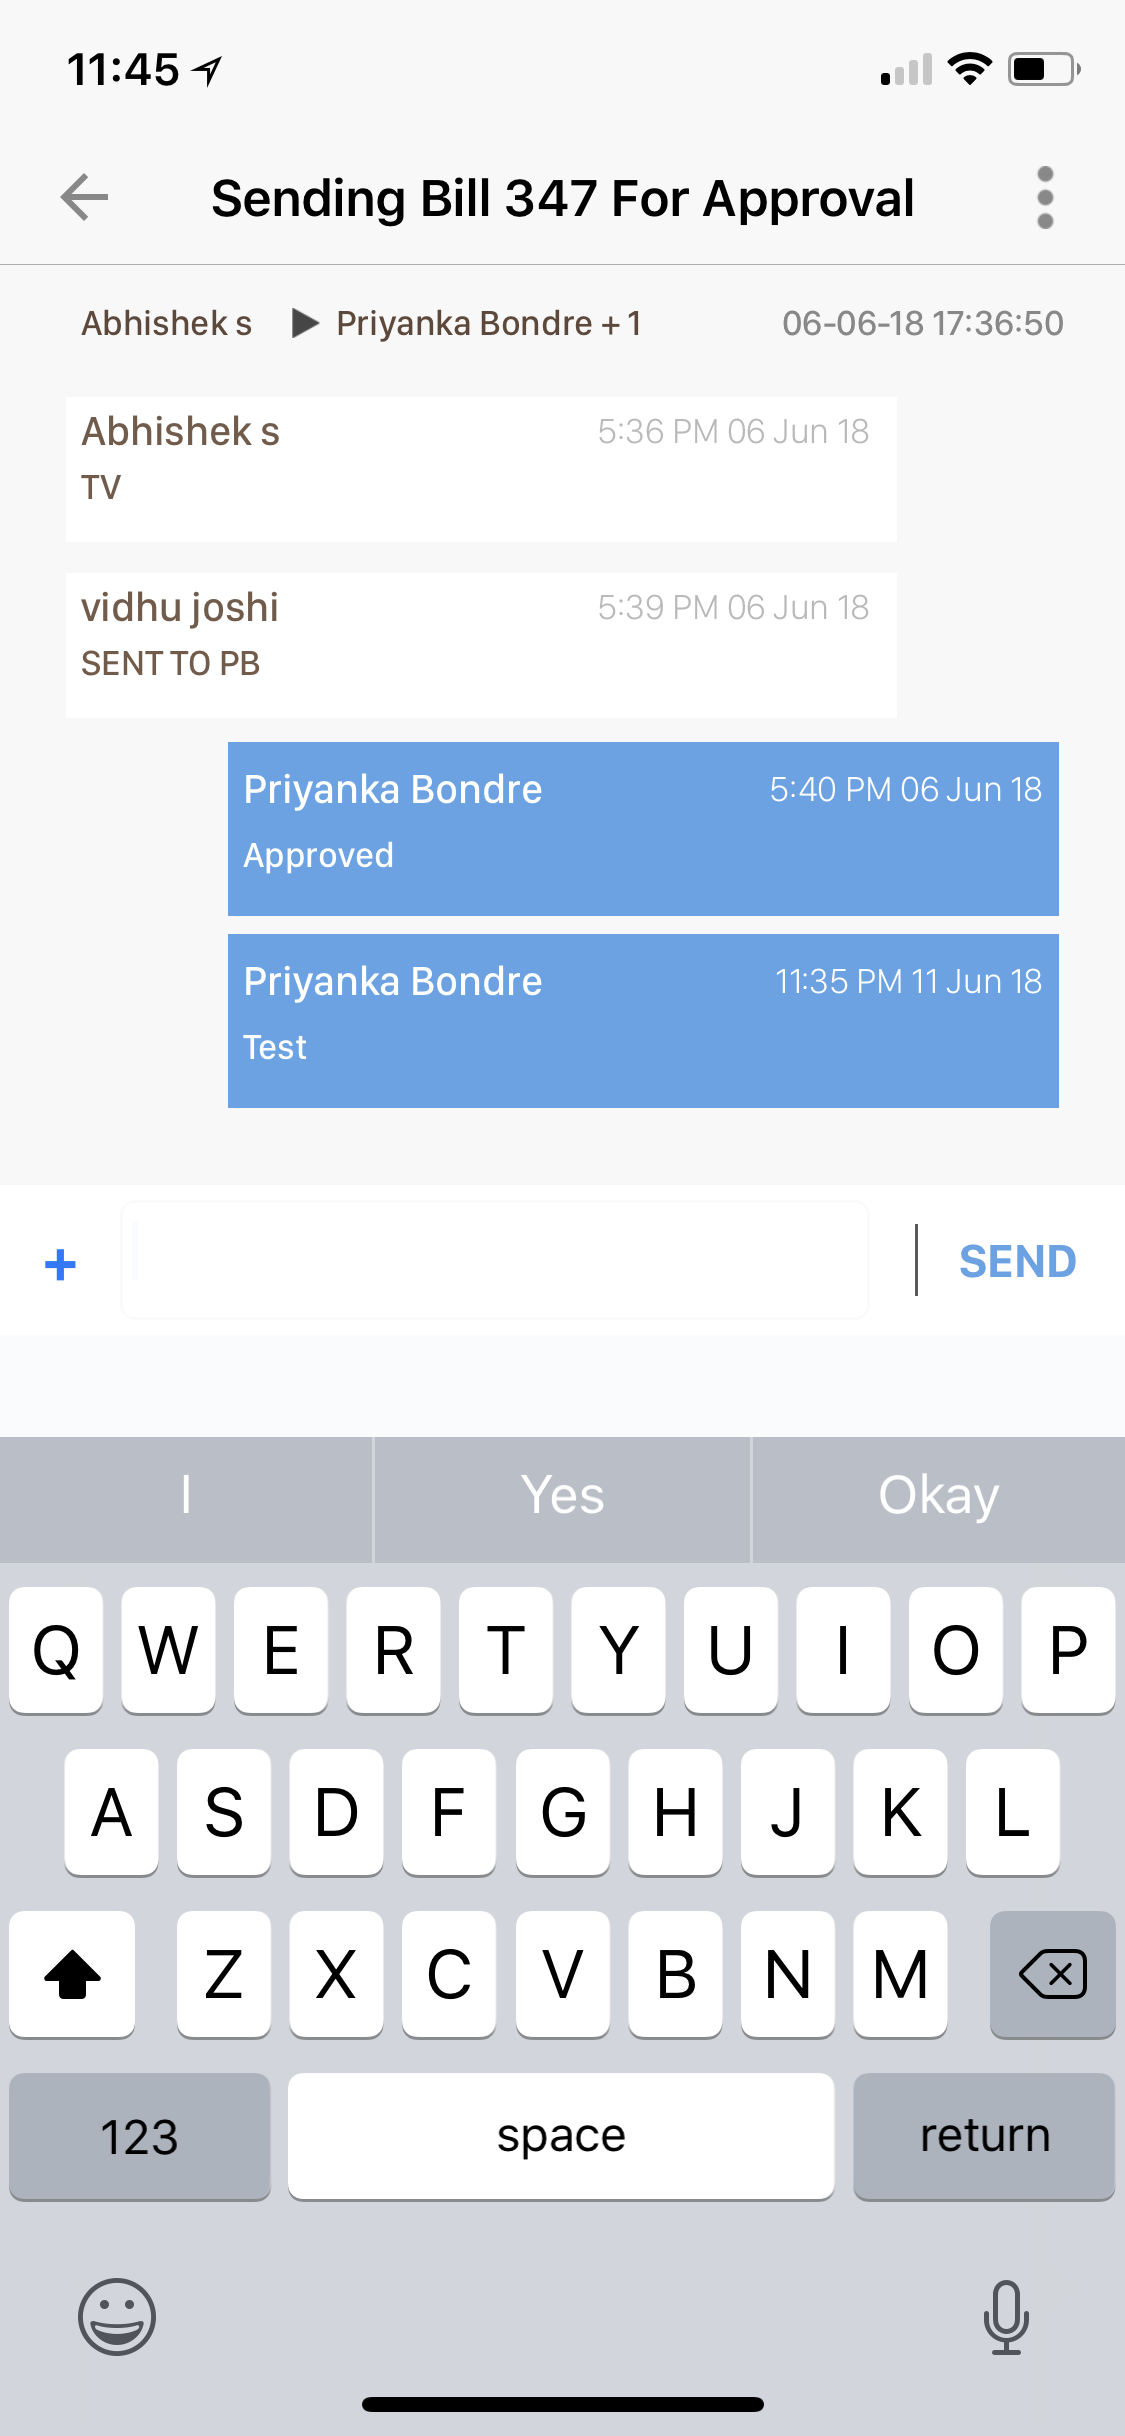 11:45
Sending Bill 347 For Approval
Abhishek s ▶ Priyanka Bondre + 1 06-06-18 17:36:50
Abhishek s 5:36 PM 06 Jun 18
TV
vidhu joshi 5:39 PM 06 Jun 18
SENT TO PB
Priyanka Bondre 5:40 PM 06 Jun 18
Approved
Priyanka Bondre 11:35 PM 11 Jun 18
Test
+ SEND
I Yes Okay
Q W E R T Y U I O P
A S D F G H J K L
Z X C V B N M
123 space return